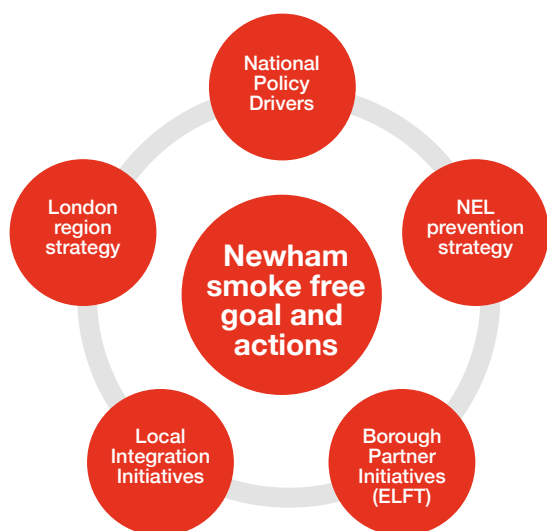 National
Policy
Drivers
London
region
strategy
NEL
prevention
strategy
Newham
smoke free
goal and
actions
Local
Integration
Initiatives
Borough
Partner
Initiatives
(ELFT)